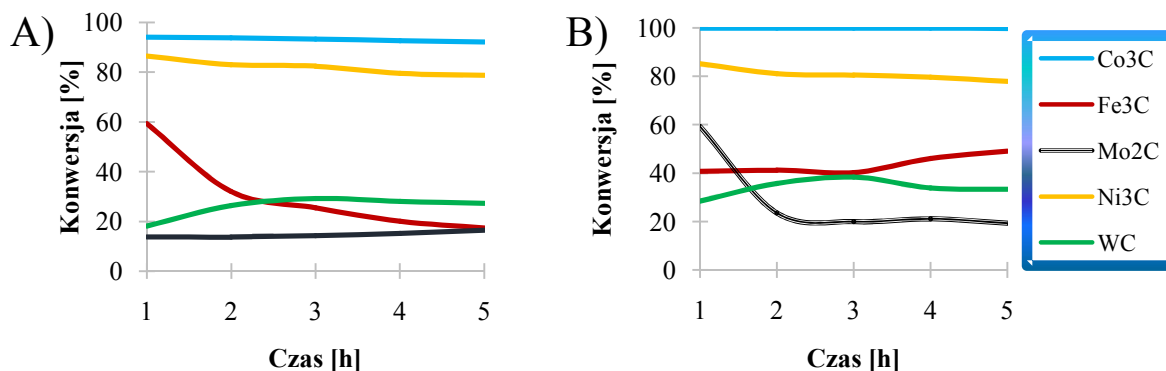 A)
Konwersja [%]
100
80
60
40
20
0
1 2 3 4 5
Czas [h]
B)
Konwersja [%]
100
80
60
40
20
0
1 2 3 4 5
Czas [h]
Co3C
Fe3C
Mo2C
Ni3C
WC